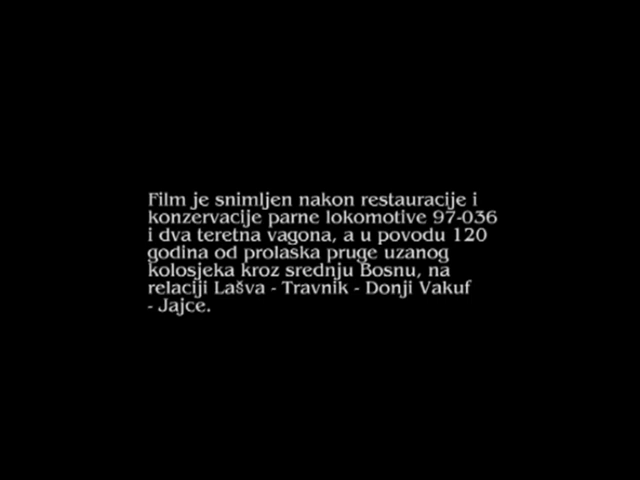 Film je snimljen nakon restauracije i
konzervacije parne lokomotive 97-036
i dva teretna vagona, a u povodu 120
godina od prolaska pruge uzanog
kolosjeka kroz srednju Bosnu, na
relaciji Lašva - Travnik - Donji Vakuf
- Jajce.